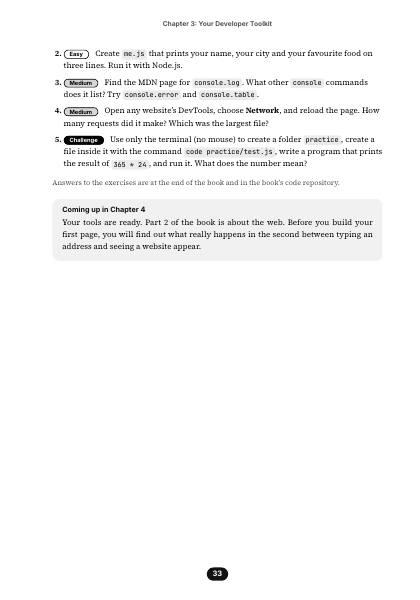 Chapter 3: Your Developer Toolkit
2. Easy Create me.js that prints your name, your city and your favourite food on
three lines. Run it with Node.js.
3. Medium Find the MDN page for console.log. What other console commands
does it list? Try console.error and console.table.
4. Medium Open any website's DevTools, choose Network, and reload the page. How
many requests did it make? Which was the largest file?
5. Challenge Use only the terminal (no mouse) to create a folder practice, create a
file inside it with the command code practice/test.js, write a program that prints
the result of 365 * 24, and run it. What does the number mean?
Answers to the exercises are at the end of the book and in the book's code repository.
Coming up in Chapter 4
Your tools are ready. Part 2 of the book is about the web. Before you build your
first page, you will find out what really happens in the second between typing an
address and seeing a website appear.
33